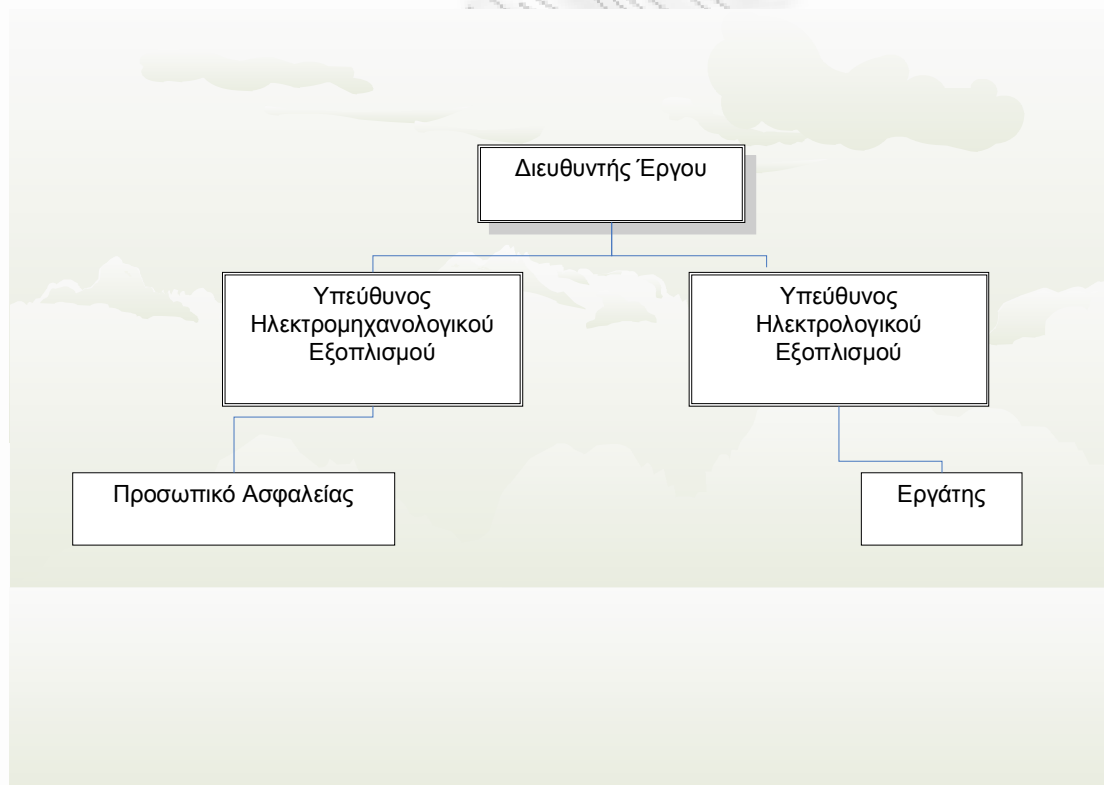 Διευθυντής Έργου
Υπεύθυνος
Ηλεκτρομηχανολογικού
Εξοπλισμού
Υπεύθυνος
Ηλεκτρολογικού
Εξοπλισμού
Προσωπικό Ασφαλείας
Εργάτης